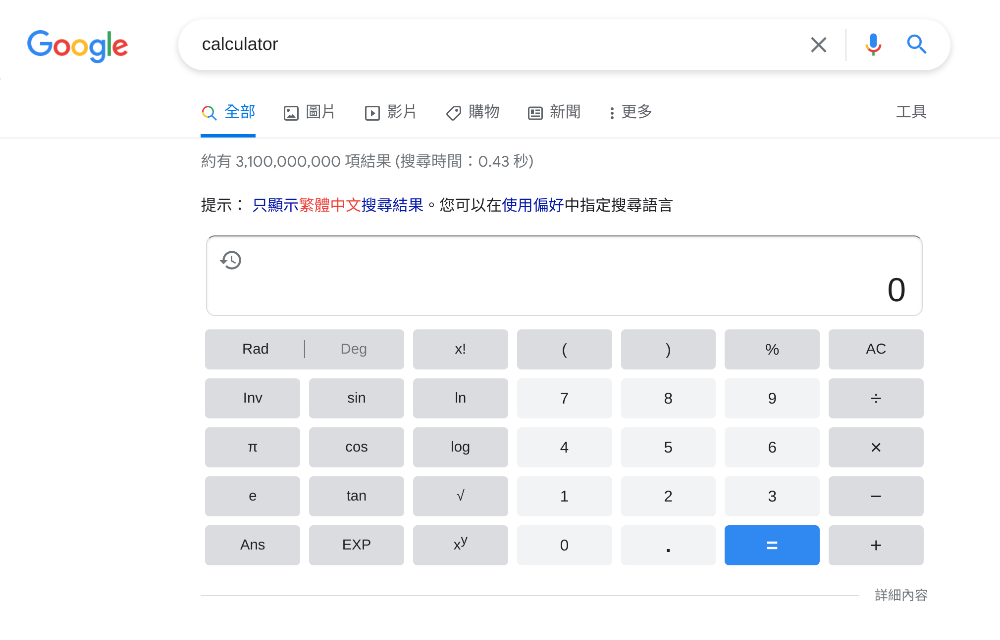 Google
calculator
全部 圖片 影片 購物 新聞 更多 工具
約有 3,100,000,000 項結果 (搜尋時間：0.43 秒)
提示： 只顯示繁體中文搜尋結果。您可以在使用偏好中指定搜尋語言
0
Rad | Deg x! ( ) % AC
Inv sin ln 7 8 9 ÷
π cos log 4 5 6 ×
e tan √ 1 2 3 −
Ans EXP xʸ 0 . = +
詳細內容